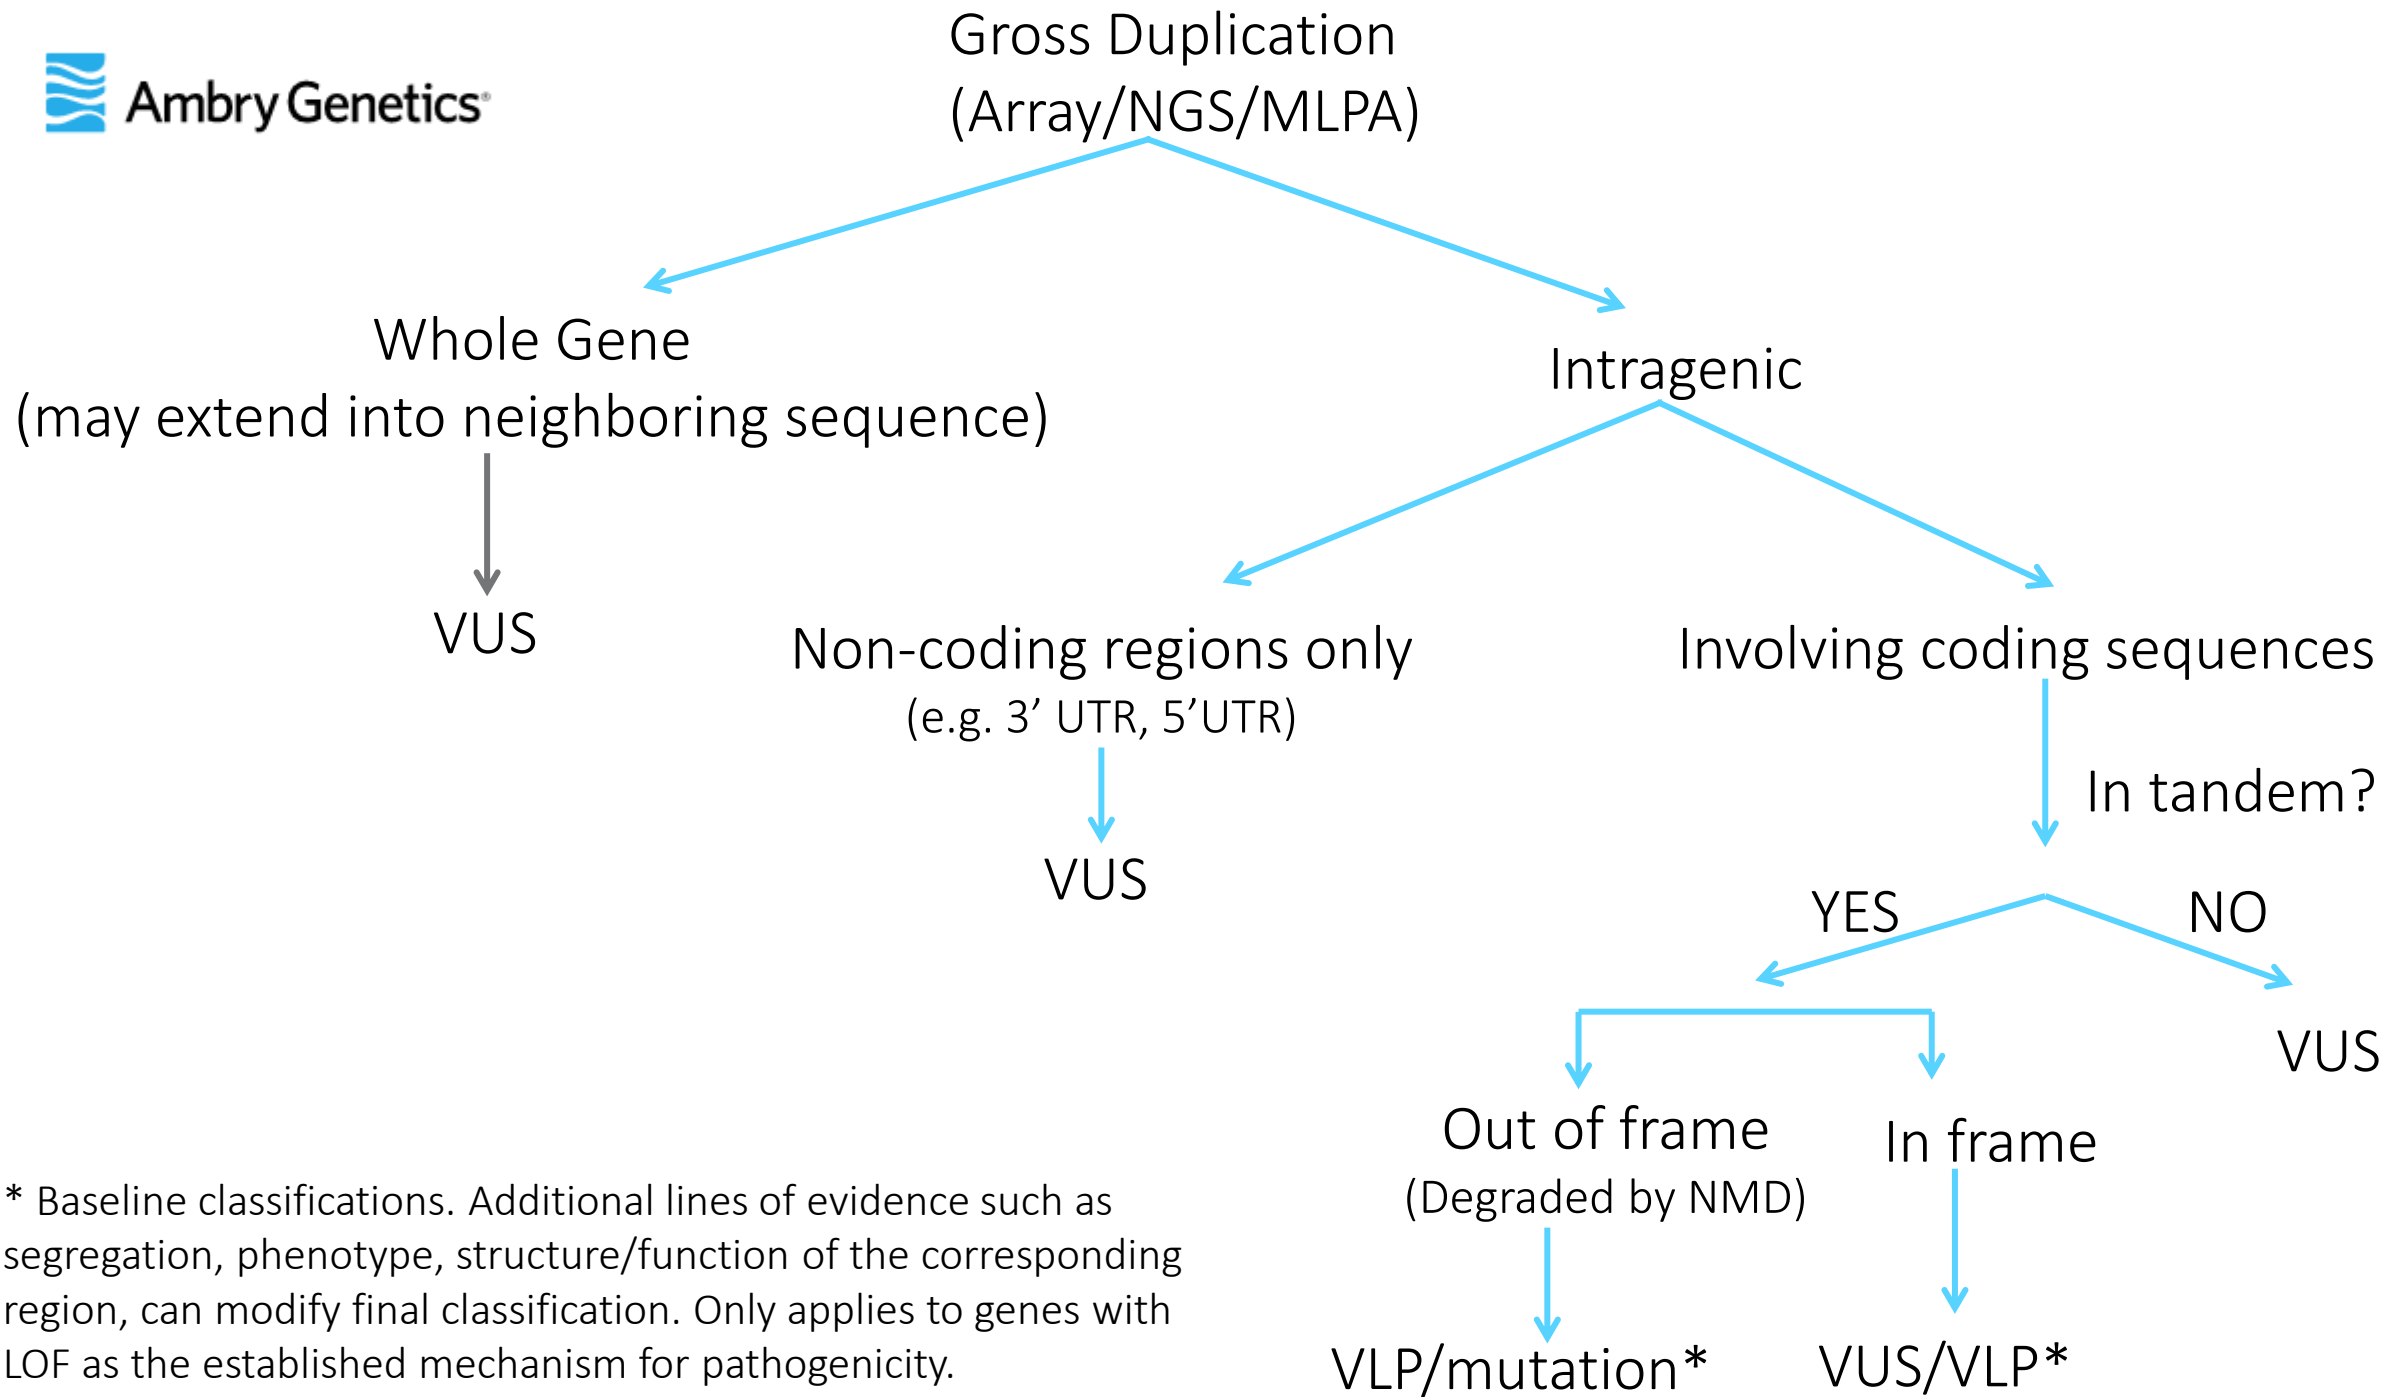 Ambry Genetics®
Gross Duplication
(Array/NGS/MLPA)
Whole Gene
(may extend into neighboring sequence)
VUS
Intragenic
Non-coding regions only
(e.g. 3’ UTR, 5’UTR)
VUS
Involving coding sequences
In tandem?
YES
NO
VUS
Out of frame
(Degraded by NMD)
VLP/mutation*
In frame
VUS/VLP*
* Baseline classifications. Additional lines of evidence such as
segregation, phenotype, structure/function of the corresponding
region, can modify final classification. Only applies to genes with
LOF as the established mechanism for pathogenicity.